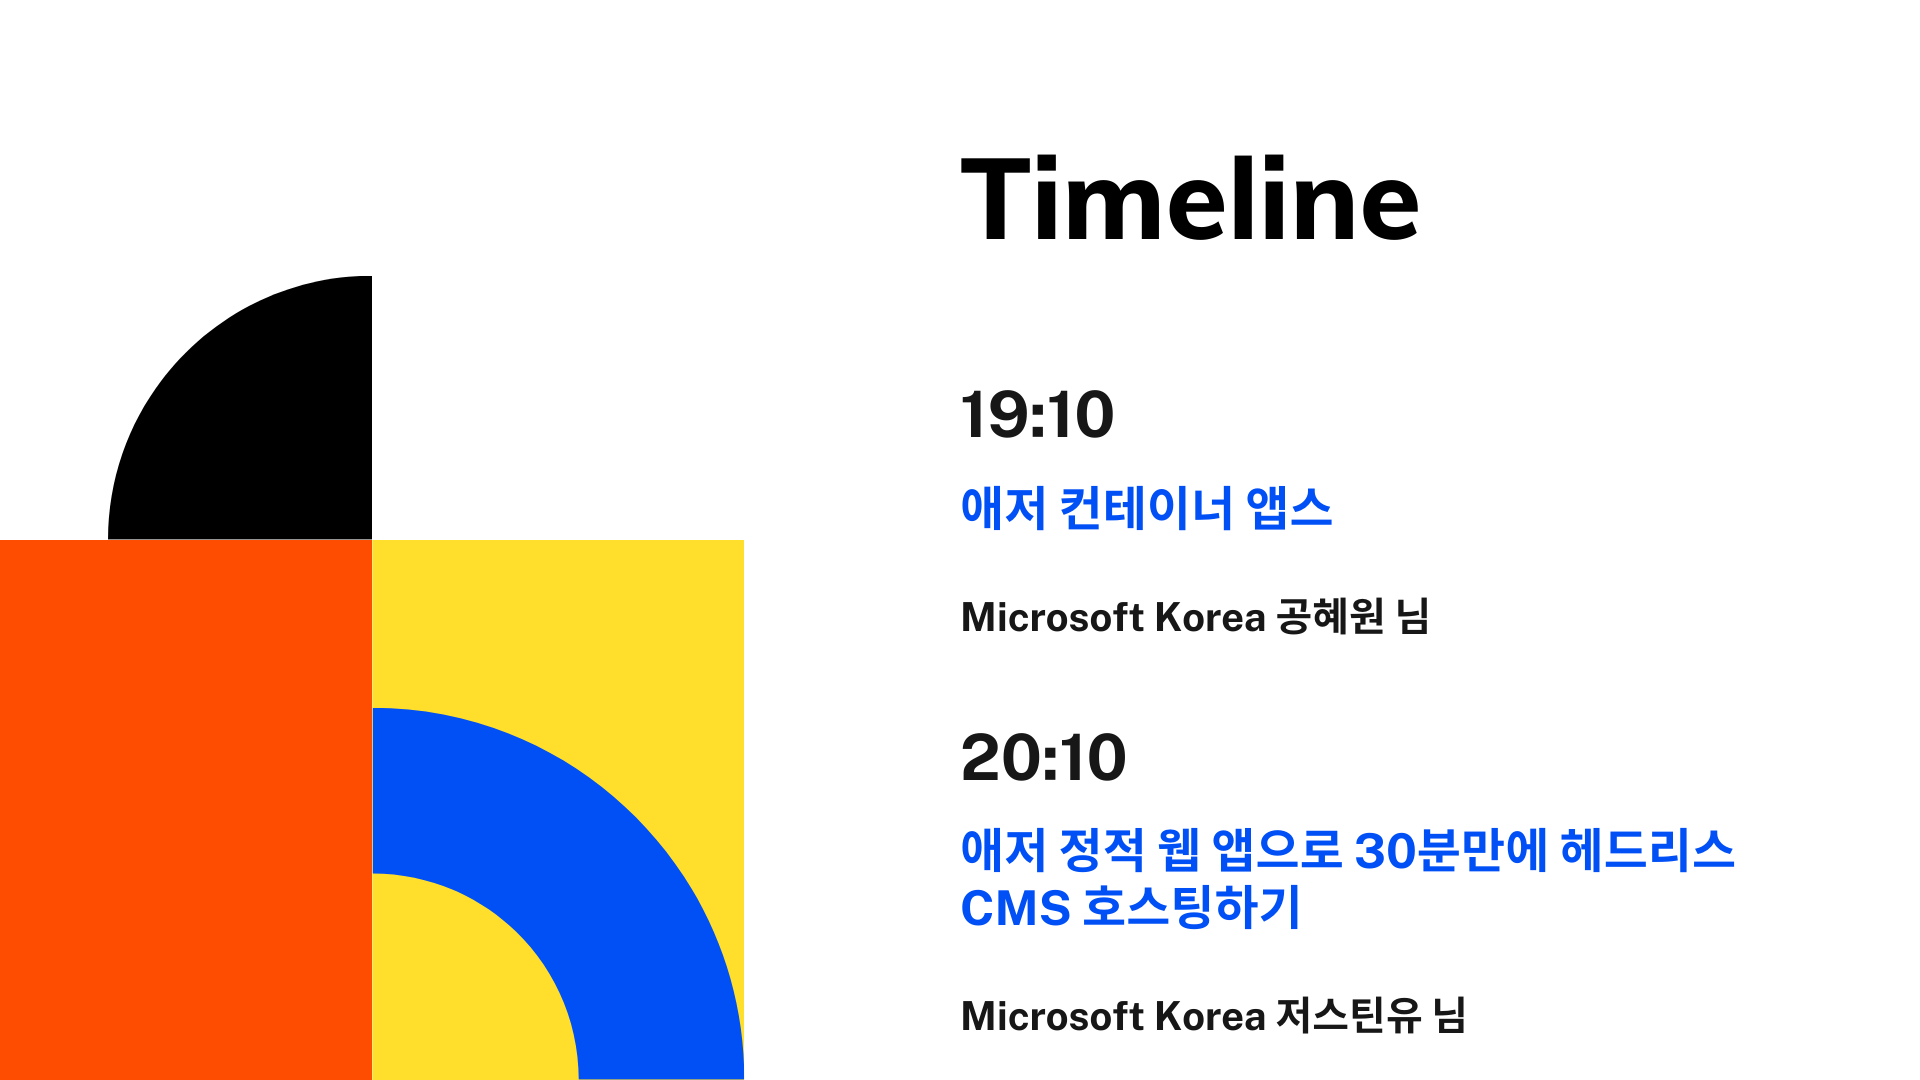 Timeline
19:10
애저 컨테이너 앱스
Microsoft Korea 공혜원 님
20:10
애저 정적 웹 앱으로 30분만에 헤드리스
CMS 호스팅하기
Microsoft Korea 저스틴유 님